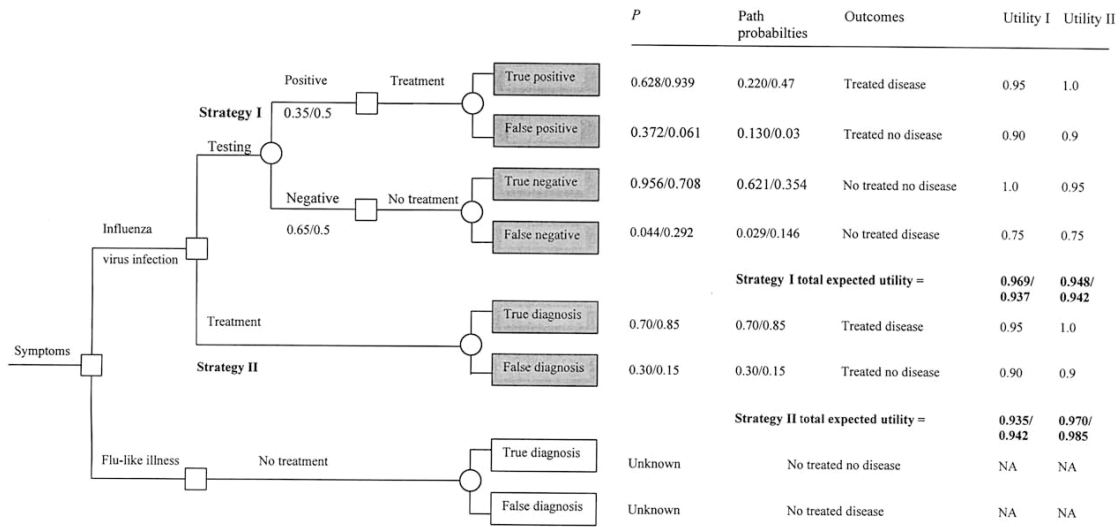 P Path probabilties Outcomes Utility I Utility II
Positive Treatment True positive 0.628/0.939 0.220/0.47 Treated disease 0.95 1.0
Strategy I 0.35/0.5
False positive 0.372/0.061 0.130/0.03 Treated no disease 0.90 0.9
Testing
Negative No treatment True negative 0.956/0.708 0.621/0.354 No treated no disease 1.0 0.95
0.65/0.5
Influenza virus infection
False negative 0.044/0.292 0.029/0.146 No treated disease 0.75 0.75
Strategy I total expected utility = 0.969/ 0.948/
0.937 0.942
Treatment True diagnosis 0.70/0.85 0.70/0.85 Treated disease 0.95 1.0
Symptoms
Strategy II False diagnosis 0.30/0.15 0.30/0.15 Treated no disease 0.90 0.9
Strategy II total expected utility = 0.935/ 0.970/
0.942 0.985
Flu-like illness No treatment True diagnosis Unknown No treated no disease NA NA
False diagnosis Unknown No treated disease NA NA